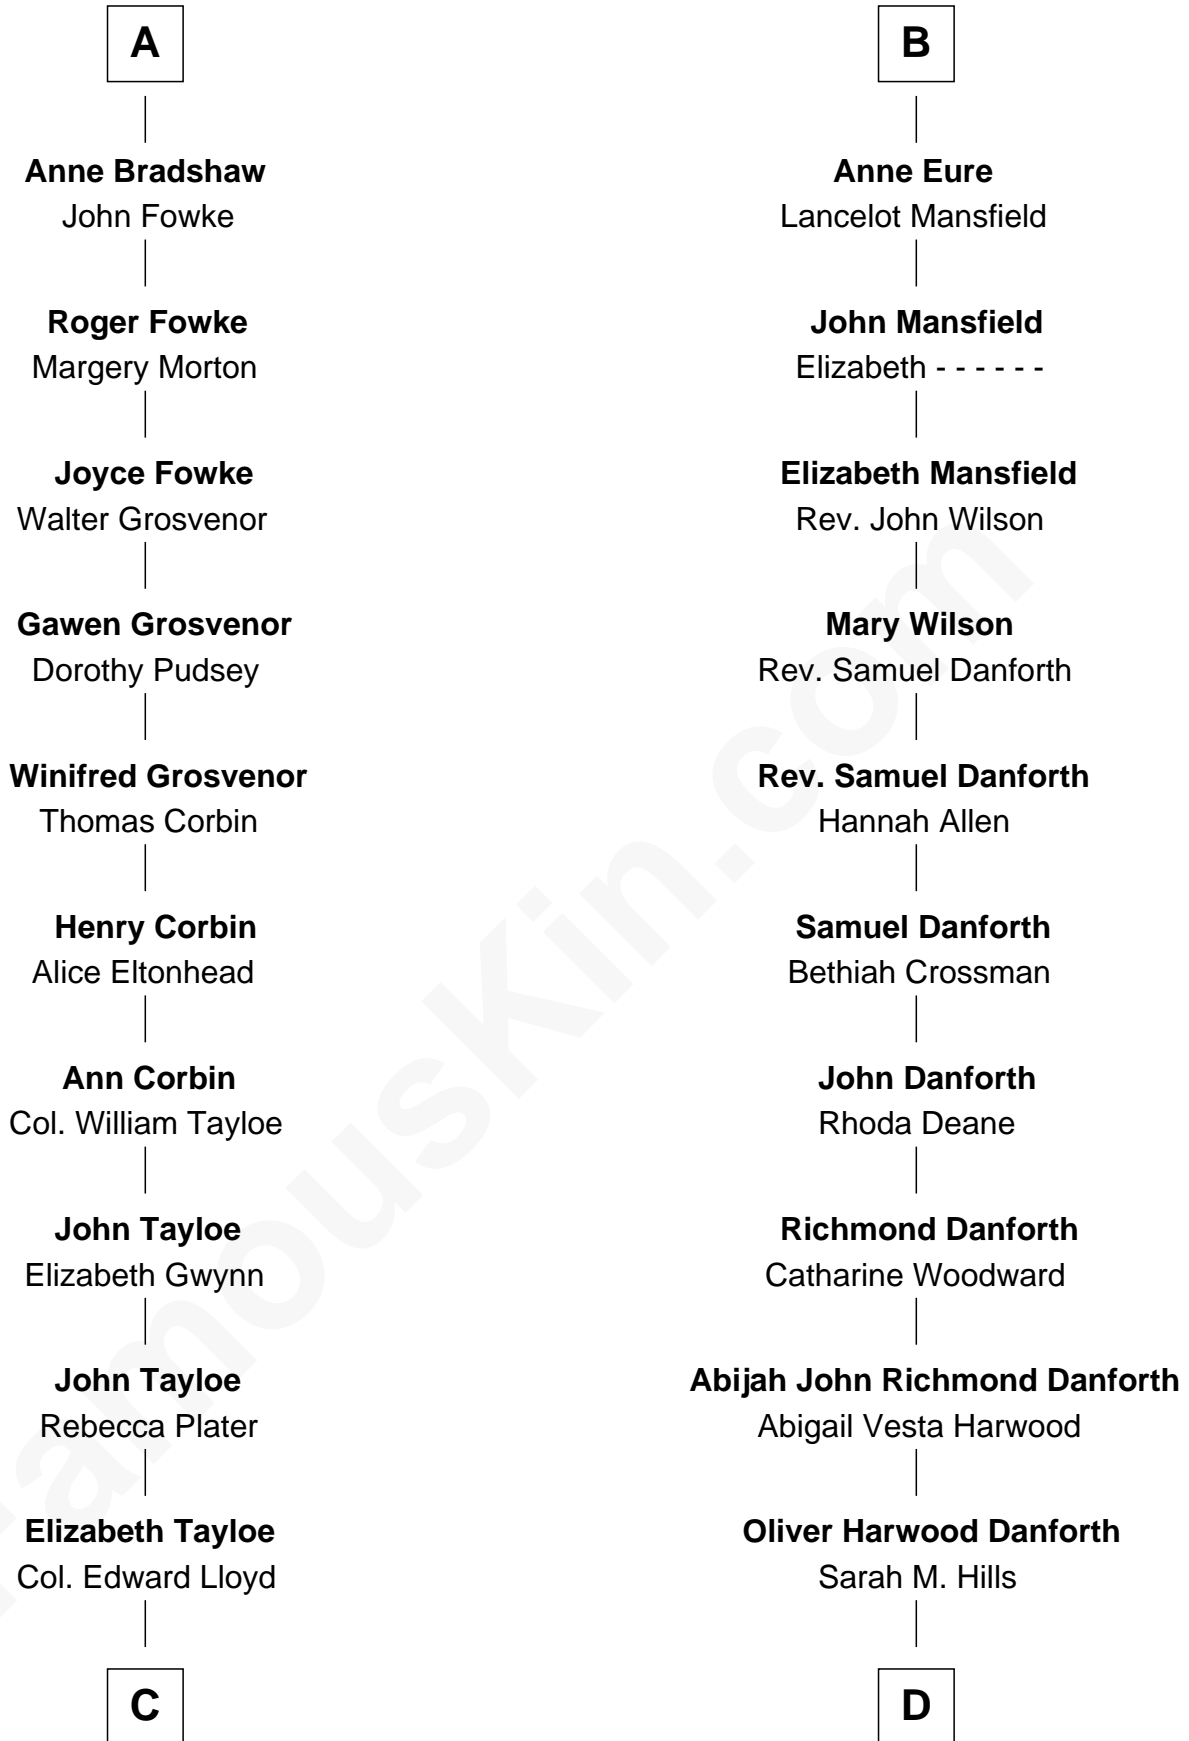 A
Anne Bradshaw
John Fowke
Roger Fowke
Margery Morton
Joyce Fowke
Walter Grosvenor
Gawen Grosvenor
Dorothy Pudsey
Winifred Grosvenor
Thomas Corbin
Henry Corbin
Alice Eltonhead
Ann Corbin
Col. William Tayloe
John Tayloe
Elizabeth Gwynn
John Tayloe
Rebecca Plater
Elizabeth Tayloe
Col. Edward Lloyd
C
B
Anne Eure
Lancelot Mansfield
John Mansfield
Elizabeth - - - - - -
Elizabeth Mansfield
Rev. John Wilson
Mary Wilson
Rev. Samuel Danforth
Rev. Samuel Danforth
Hannah Allen
Samuel Danforth
Bethiah Crossman
John Danforth
Rhoda Deane
Richmond Danforth
Catharine Woodward
Abijah John Richmond Danforth
Abigail Vesta Harwood
Oliver Harwood Danforth
Sarah M. Hills
D
FamousKin.com